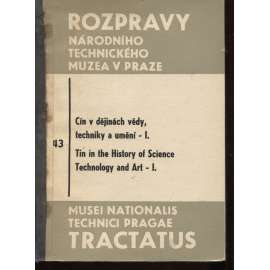 ROZPRAVY
NÁRODNÍHO
TECHNICKÉHO
MUZEA V PRAZE
43
Cín v dějinách vědy,
techniky a umění - I.
Tin in the History of Science
Technology and Art - I.
MUSEI NATIONALIS
TECHNICI PRAGAE
TRACTATUS